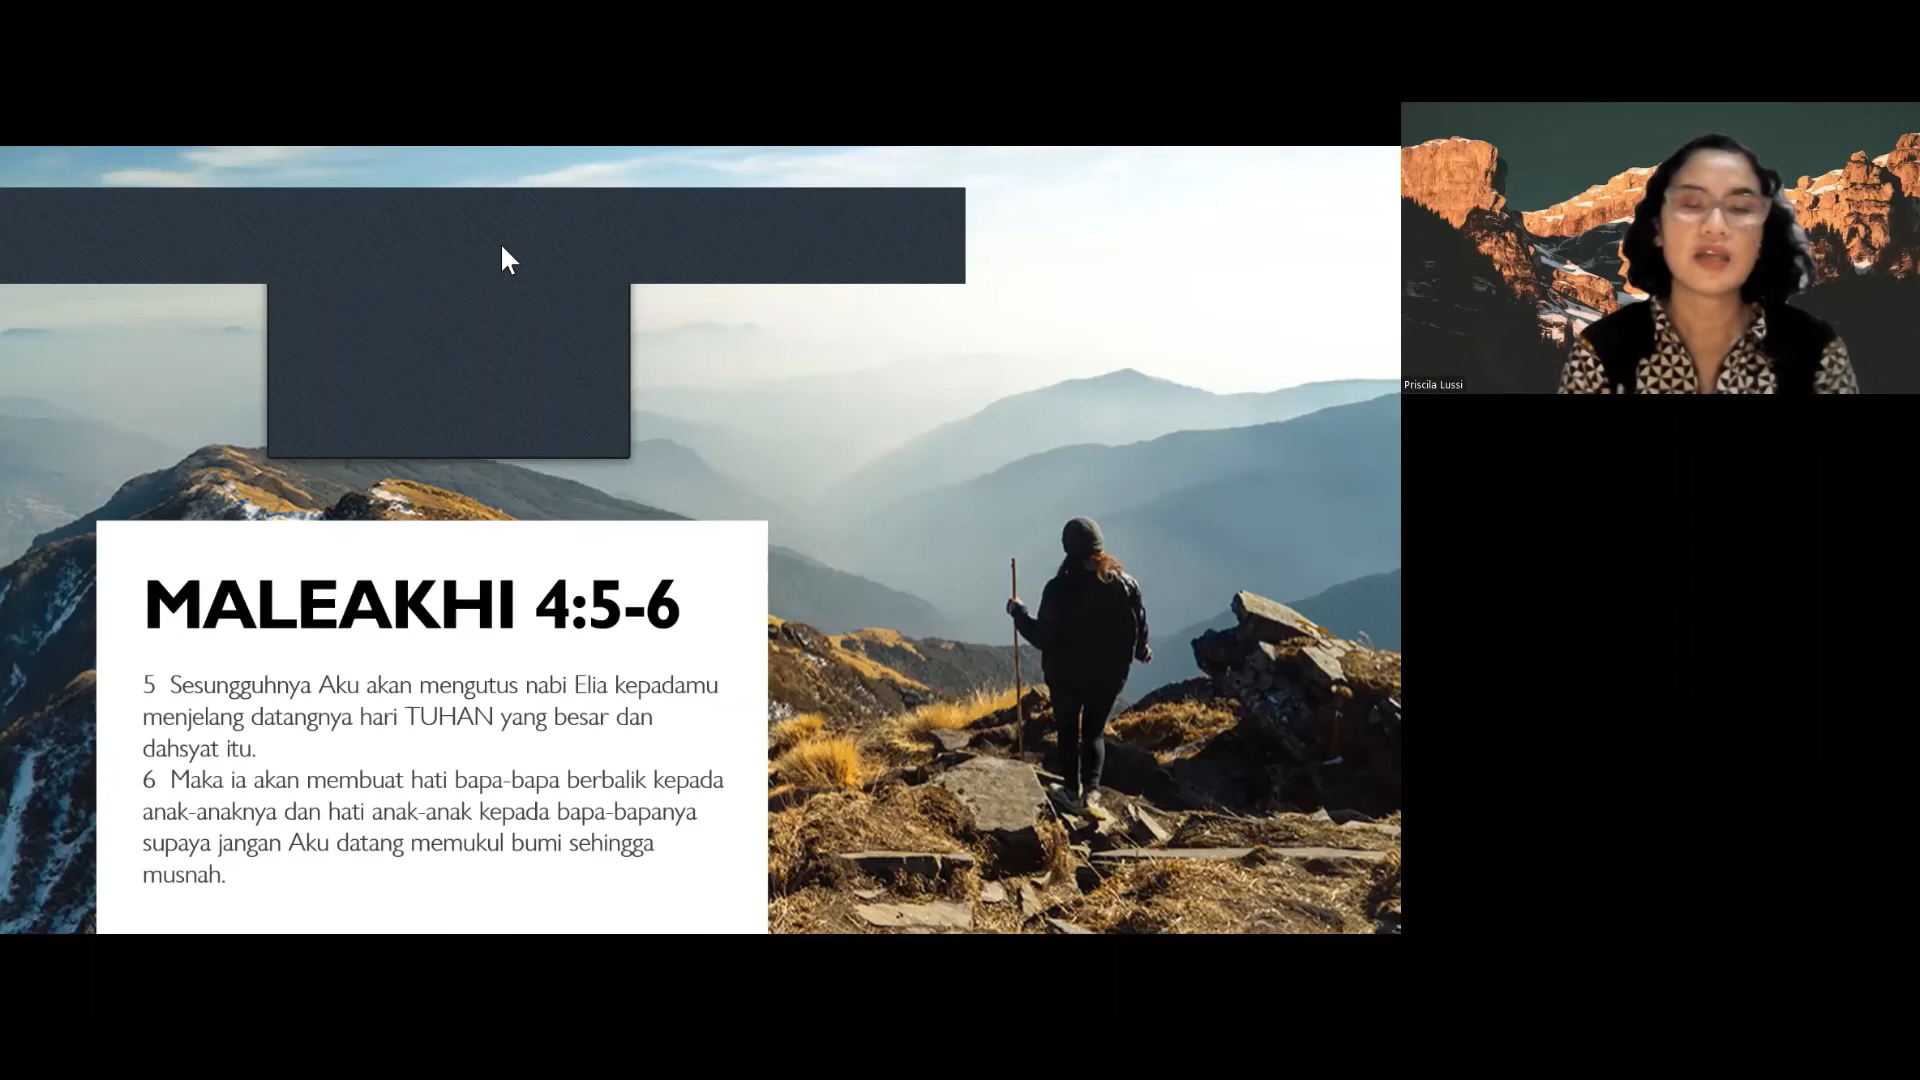 MALEAKHI 4:5-6
5 Sesungguhnya Aku akan mengutus nabi Elia kepadamu
menjelang datangnya hari TUHAN yang besar dan
dahsyat itu.
6 Maka ia akan membuat hati bapa-bapa berbalik kepada
anak-anaknya dan hati anak-anak kepada bapa-bapanya
supaya jangan Aku datang memukul bumi sehingga
musnah.
Priscila Lussi